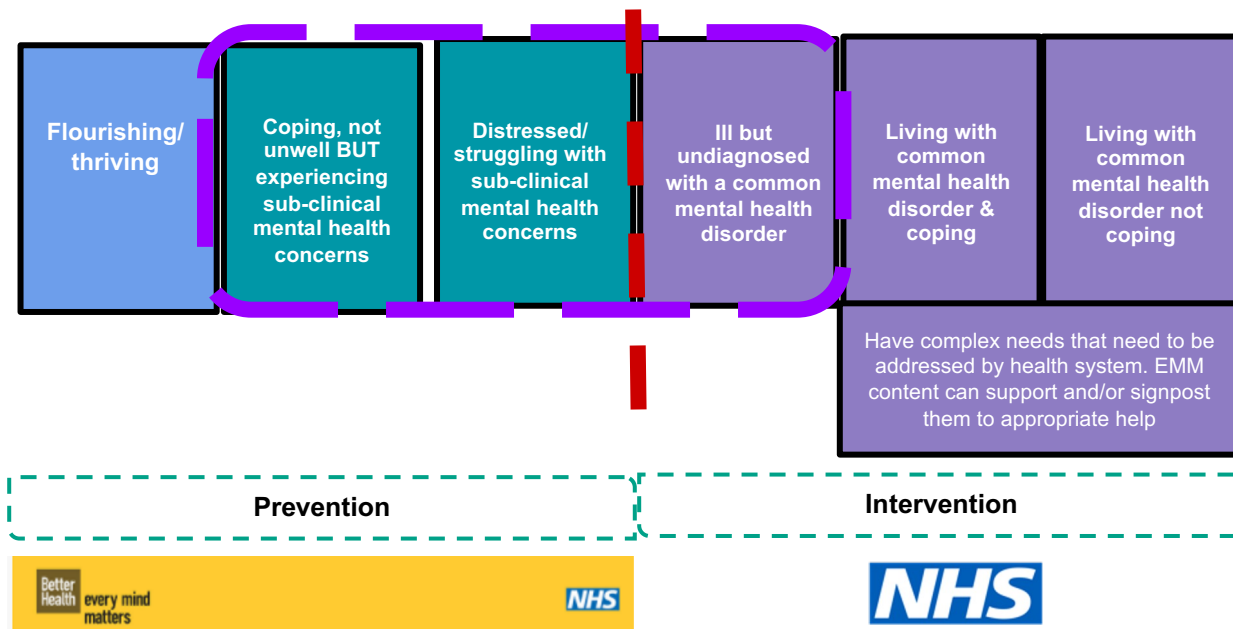 Flourishing/
thriving
Coping, not
unwell BUT
experiencing
sub-clinical
mental health
concerns
Distressed/
struggling with
sub-clinical
mental health
concerns
Ill but
undiagnosed
with a common
mental health
disorder
Living with
common
mental health
disorder &
coping
Living with
common
mental health
disorder not
coping
Have complex needs that need to be
addressed by health system. EMM
content can support and/or signpost
them to appropriate help
Prevention
Intervention
Better
Health
every mind
matters
NHS
NHS